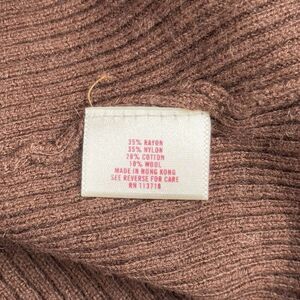 35% RAYON
35% NYLON
20% COTTON
10% WOOL
MADE IN HONG KONG
SEE REVERSE FOR CARE
RN 113718